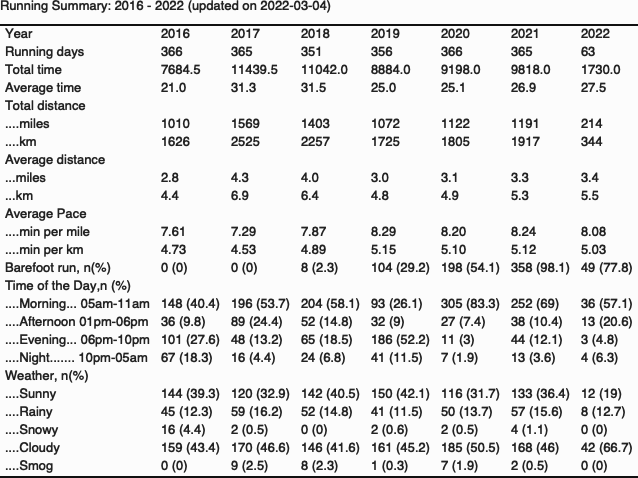 Running Summary: 2016 - 2022 (updated on 2022-03-04)
Year 2016 2017 2018 2019 2020 2021 2022
Running days 366 365 351 356 366 365 63
Total time 7684.5 11439.5 11042.0 8884.0 9198.0 9818.0 1730.0
Average time 21.0 31.3 31.5 25.0 25.1 26.9 27.5
Total distance
....miles 1010 1569 1403 1072 1122 1191 214
....km 1626 2525 2257 1725 1805 1917 344
Average distance
...miles 2.8 4.3 4.0 3.0 3.1 3.3 3.4
...km 4.4 6.9 6.4 4.8 4.9 5.3 5.5
Average Pace
....min per mile 7.61 7.29 7.87 8.29 8.20 8.24 8.08
....min per km 4.73 4.53 4.89 5.15 5.10 5.12 5.03
Barefoot run, n(%) 0 (0) 0 (0) 8 (2.3) 104 (29.2) 198 (54.1) 358 (98.1) 49 (77.8)
Time of the Day,n (%)
....Morning... 05am-11am 148 (40.4) 196 (53.7) 204 (58.1) 93 (26.1) 305 (83.3) 252 (69) 36 (57.1)
....Afternoon 01pm-06pm 36 (9.8) 89 (24.4) 52 (14.8) 32 (9) 27 (7.4) 38 (10.4) 13 (20.6)
....Evening... 06pm-10pm 101 (27.6) 48 (13.2) 65 (18.5) 186 (52.2) 11 (3) 44 (12.1) 3 (4.8)
....Night....... 10pm-05am 67 (18.3) 16 (4.4) 24 (6.8) 41 (11.5) 7 (1.9) 13 (3.6) 4 (6.3)
Weather, n(%)
....Sunny 144 (39.3) 120 (32.9) 142 (40.5) 150 (42.1) 116 (31.7) 133 (36.4) 12 (19)
....Rainy 45 (12.3) 59 (16.2) 52 (14.8) 41 (11.5) 50 (13.7) 57 (15.6) 8 (12.7)
....Snowy 16 (4.4) 2 (0.5) 0 (0) 2 (0.6) 2 (0.5) 4 (1.1) 0 (0)
....Cloudy 159 (43.4) 170 (46.6) 146 (41.6) 161 (45.2) 185 (50.5) 168 (46) 42 (66.7)
....Smog 0 (0) 9 (2.5) 8 (2.3) 1 (0.3) 7 (1.9) 2 (0.5) 0 (0)